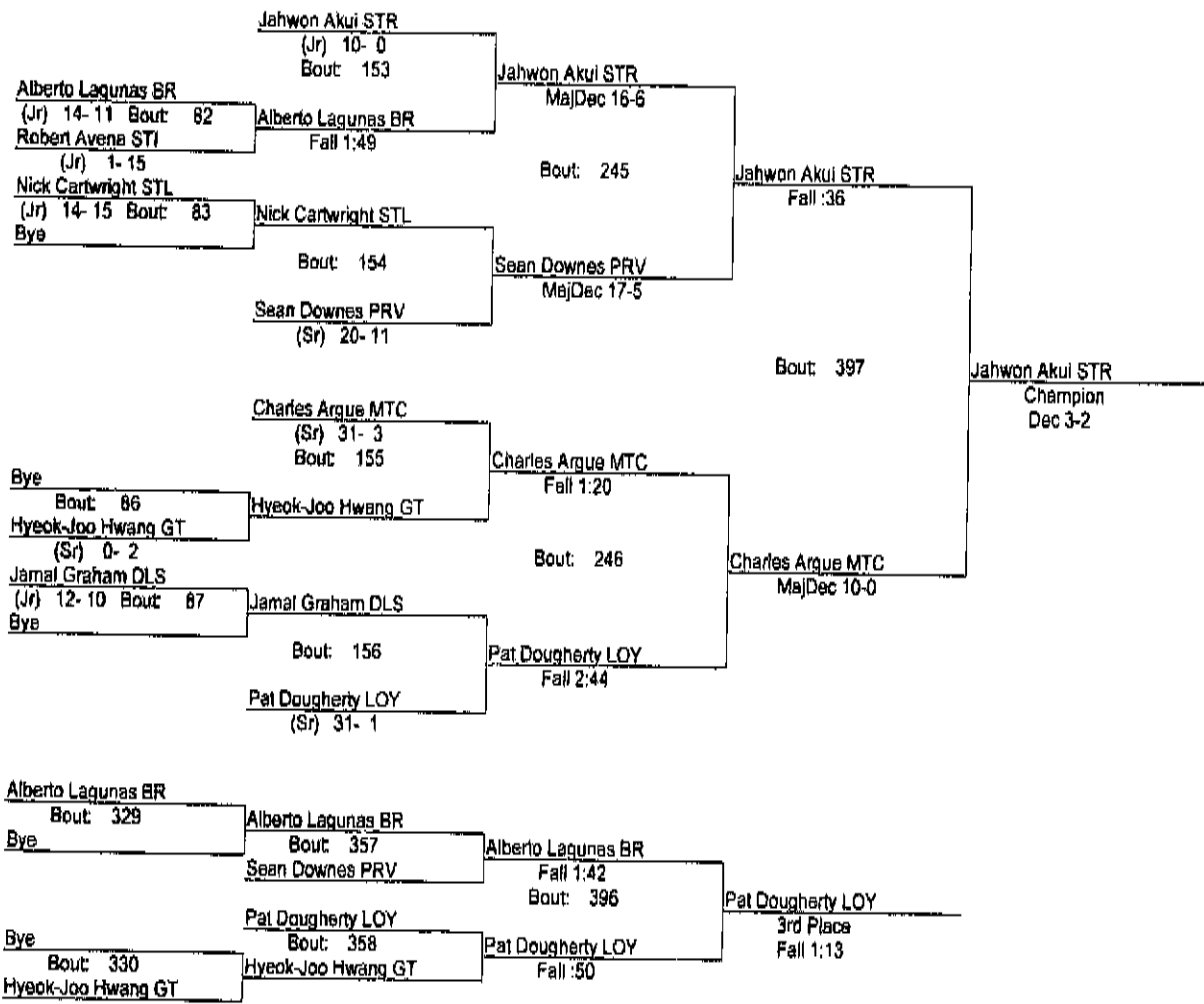 Jahwon Akui STR
(Jr) 10- 0
Bout: 153
Jahwon Akui STR
MajDec 16-6
Alberto Lagunas BR
(Jr) 14- 11 Bout: 82
Alberto Lagunas BR
Fall 1:49
Robert Avena STI
(Jr) 1- 15
Bout: 245
Jahwon Akui STR
Fall :36
Nick Cartwright STL
(Jr) 14- 15 Bout: 83
Nick Cartwright STL
Bye
Bout: 154
Sean Downes PRV
MajDec 17-5
Sean Downes PRV
(Sr) 20- 11
Bout: 397
Jahwon Akui STR
Champion
Dec 3-2
Charles Argue MTC
(Sr) 31- 3
Bout: 155
Charles Argue MTC
Fall 1:20
Bye
Bout: 86
Hyeok-Joo Hwang GT
Hyeok-Joo Hwang GT
(Sr) 0- 2
Bout: 246
Charles Argue MTC
MajDec 10-0
Jamal Graham DLS
(Jr) 12- 10 Bout: 87
Jamal Graham DLS
Bye
Bout: 156
Pat Dougherty LOY
Fall 2:44
Pat Dougherty LOY
(Sr) 31- 1
Alberto Lagunas BR
Bout: 329
Alberto Lagunas BR
Bye
Bout: 357
Alberto Lagunas BR
Sean Downes PRV
Fall 1:42
Bout: 396
Pat Dougherty LOY
3rd Place
Fall 1:13
Pat Dougherty LOY
Bye
Bout: 358
Pat Dougherty LOY
Bout: 330
Hyeok-Joo Hwang GT
Fall :50
Hyeok-Joo Hwang GT